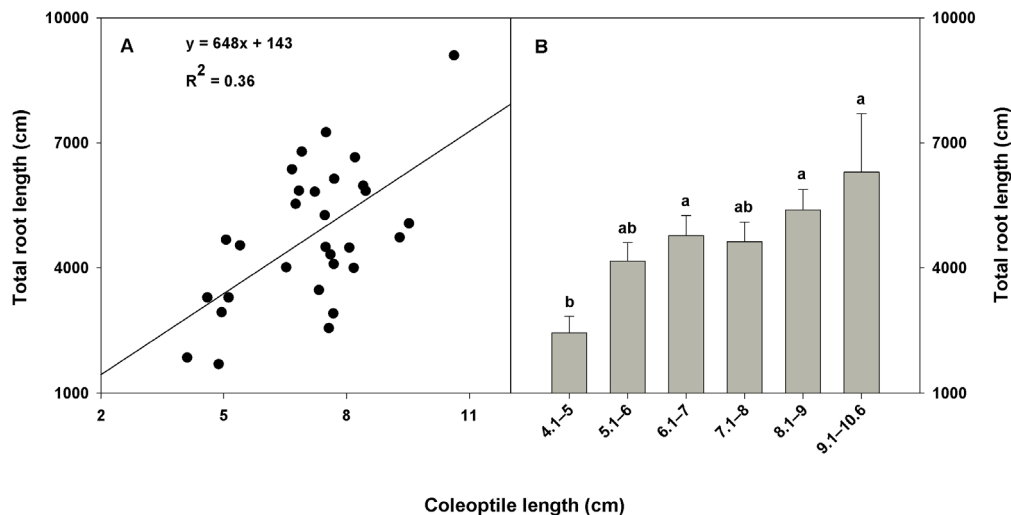 A
y = 648x + 143
R² = 0.36
B
10000
7000
4000
1000
Total root length (cm)
2
5
8
11
a
a
ab
a
ab
b
4.1–5
5.1–6
6.1–7
7.1–8
8.1–9
9.1–10.6
10000
7000
4000
1000
Total root length (cm)
Coleoptile length (cm)